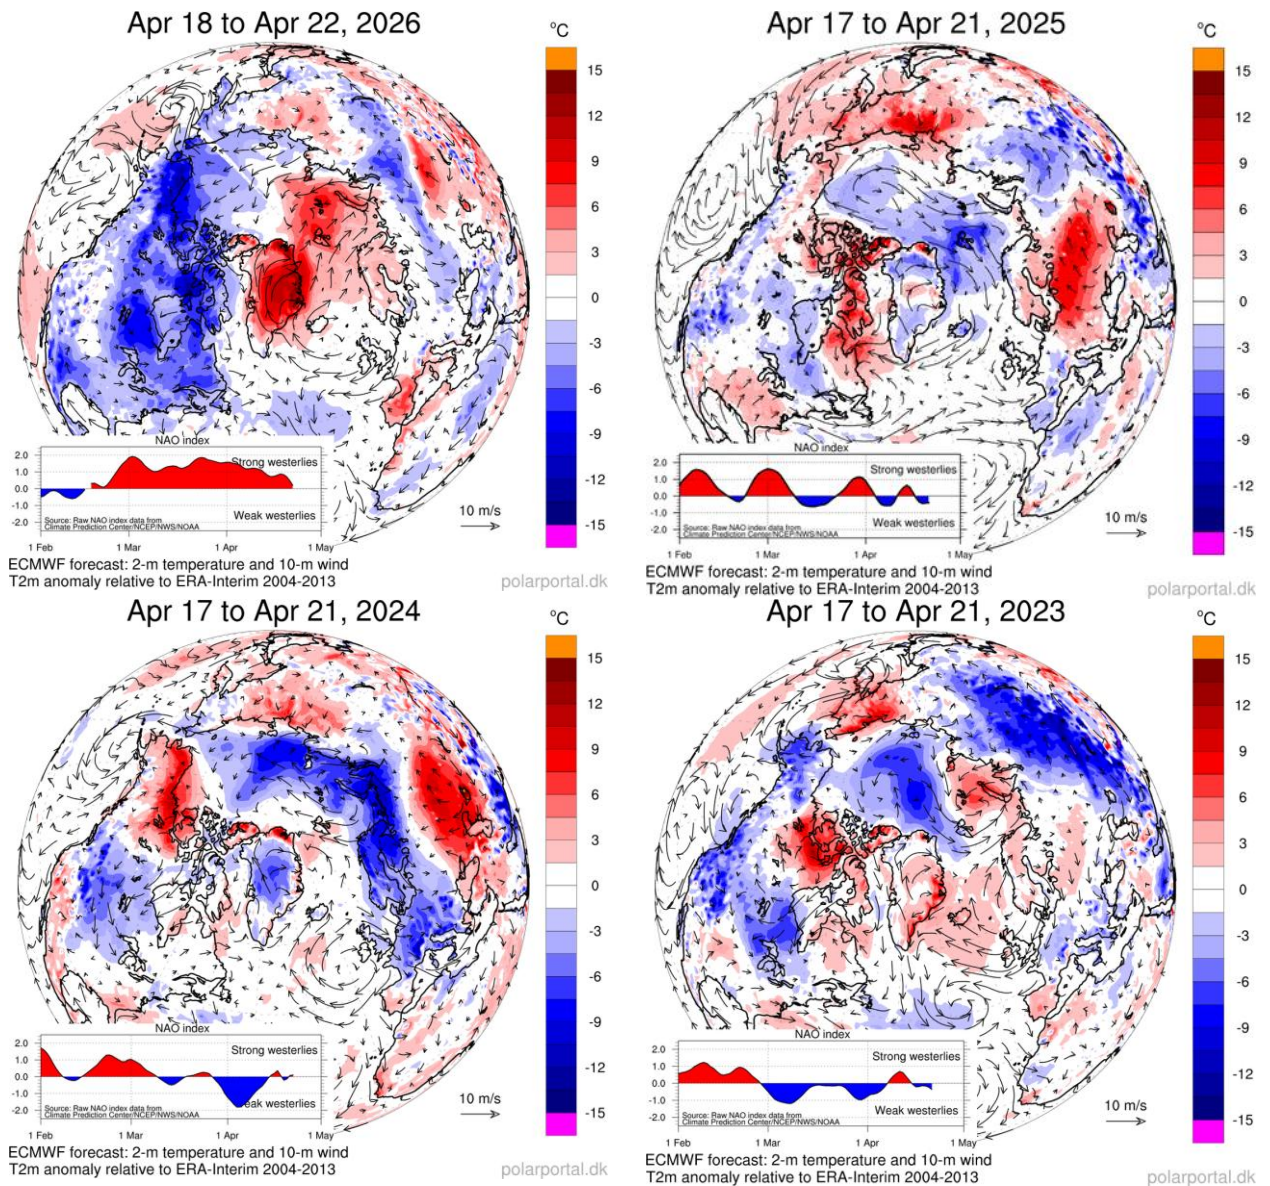 Apr 18 to Apr 22, 2026
°C
15
12
9
6
3
0
-3
-6
-9
-12
-15
NAO index
2.0
1.0
0.0
-1.0
-2.0
Strong westerlies
Weak westerlies
Source: Raw NAO index data from
Climate Prediction Center/NCEP/NWS/NOAA
1 Feb
1 Mar
1 Apr
1 May
10 m/s
ECMWF forecast: 2-m temperature and 10-m wind
T2m anomaly relative to ERA-Interim 2004-2013
polarportal.dk
Apr 17 to Apr 21, 2025
°C
15
12
9
6
3
0
-3
-6
-9
-12
-15
NAO index
2.0
1.0
0.0
-1.0
-2.0
Strong westerlies
Weak westerlies
Source: Raw NAO index data from
Climate Prediction Center/NCEP/NWS/NOAA
1 Feb
1 Mar
1 Apr
1 May
10 m/s
ECMWF forecast: 2-m temperature and 10-m wind
T2m anomaly relative to ERA-Interim 2004-2013
polarportal.dk
Apr 17 to Apr 21, 2024
°C
15
12
9
6
3
0
-3
-6
-9
-12
-15
NAO index
2.0
1.0
0.0
-1.0
-2.0
Strong westerlies
eak westerlies
Source: Raw NAO index data from
Climate Prediction Center/NCEP/NWS/NOAA
1 Feb
1 Mar
1 Apr
1 May
10 m/s
ECMWF forecast: 2-m temperature and 10-m wind
T2m anomaly relative to ERA-Interim 2004-2013
polarportal.dk
Apr 17 to Apr 21, 2023
°C
15
12
9
6
3
0
-3
-6
-9
-12
-15
NAO index
2.0
1.0
0.0
-1.0
-2.0
Strong westerlies
Weak westerlies
Source: Raw NAO index data from
Climate Prediction Center/NCEP/NWS/NOAA
1 Feb
1 Mar
1 Apr
1 May
10 m/s
ECMWF forecast: 2-m temperature and 10-m wind
T2m anomaly relative to ERA-Interim 2004-2013
polarportal.dk